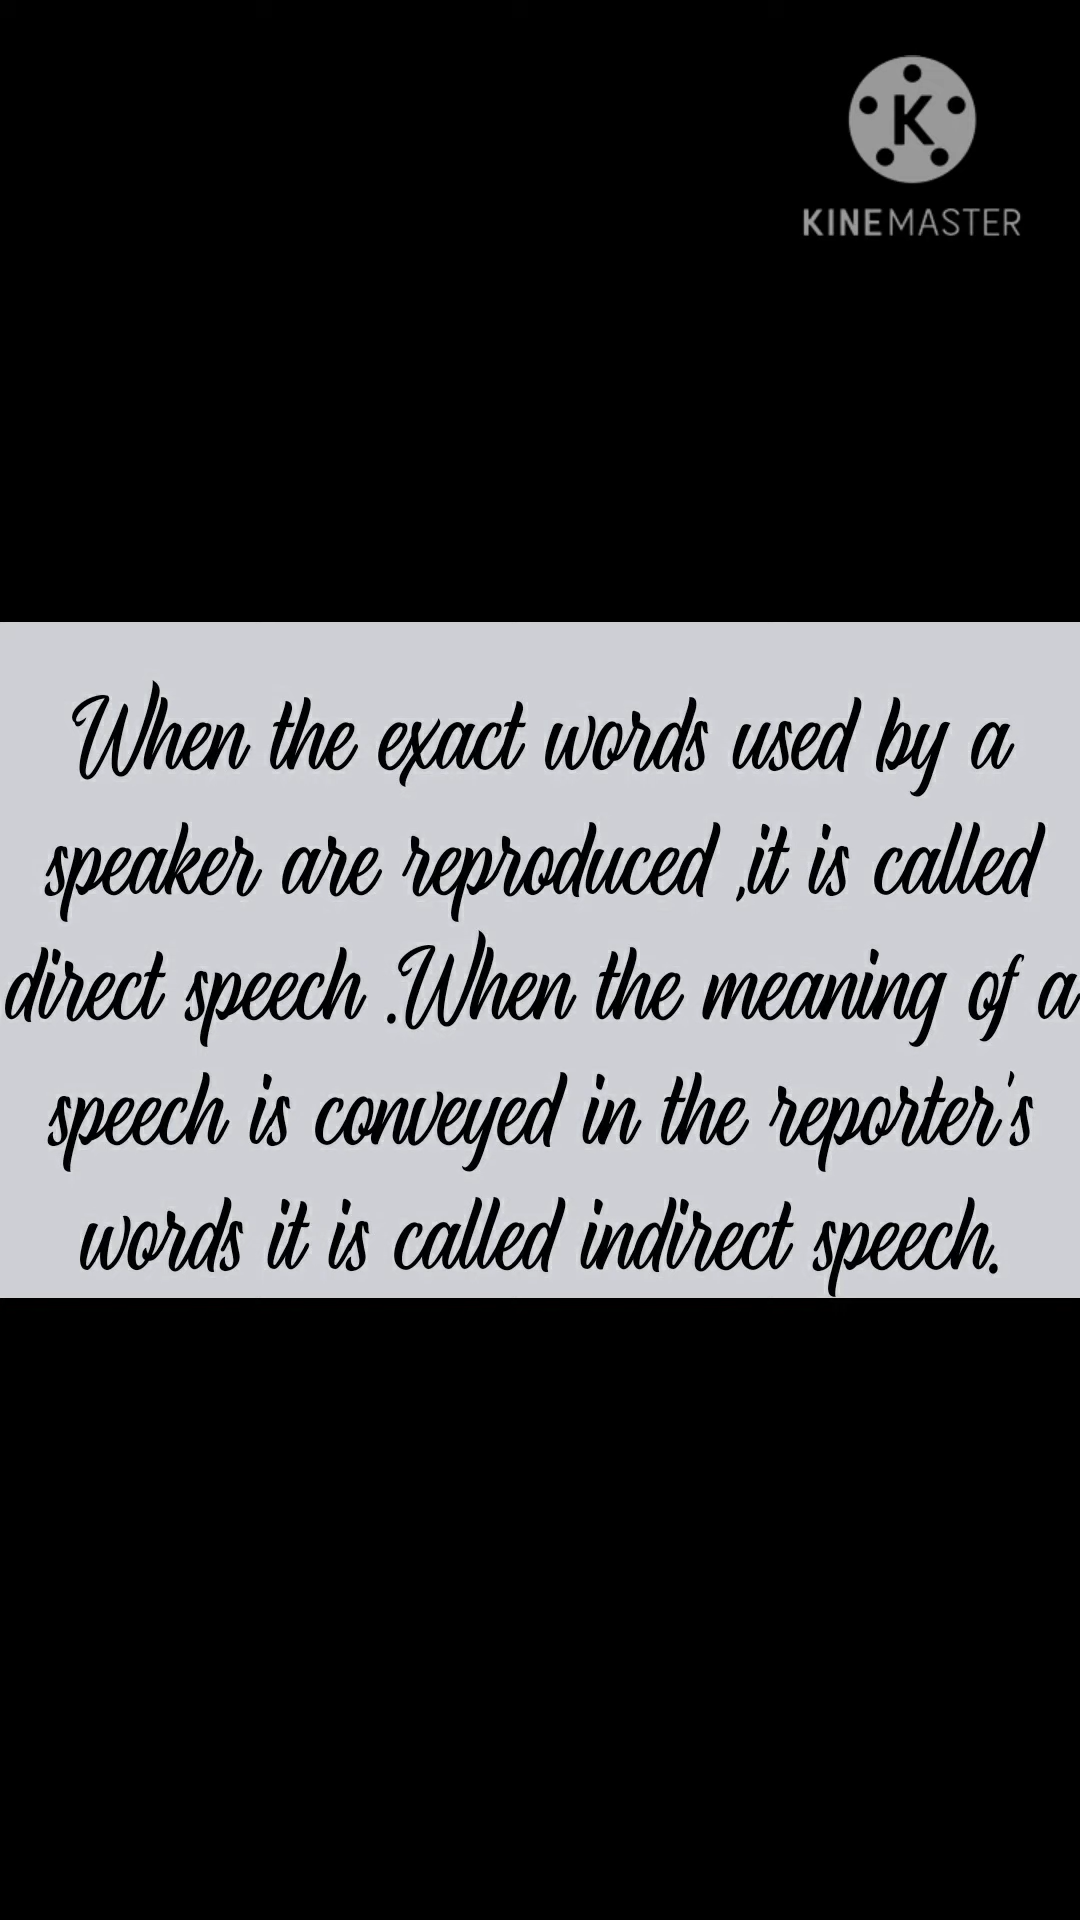 K
KINEMASTER
When the exact words used by a
speaker are reproduced ,it is called
direct speech .When the meaning of a
speech is conveyed in the reporter's
words it is called indirect speech.